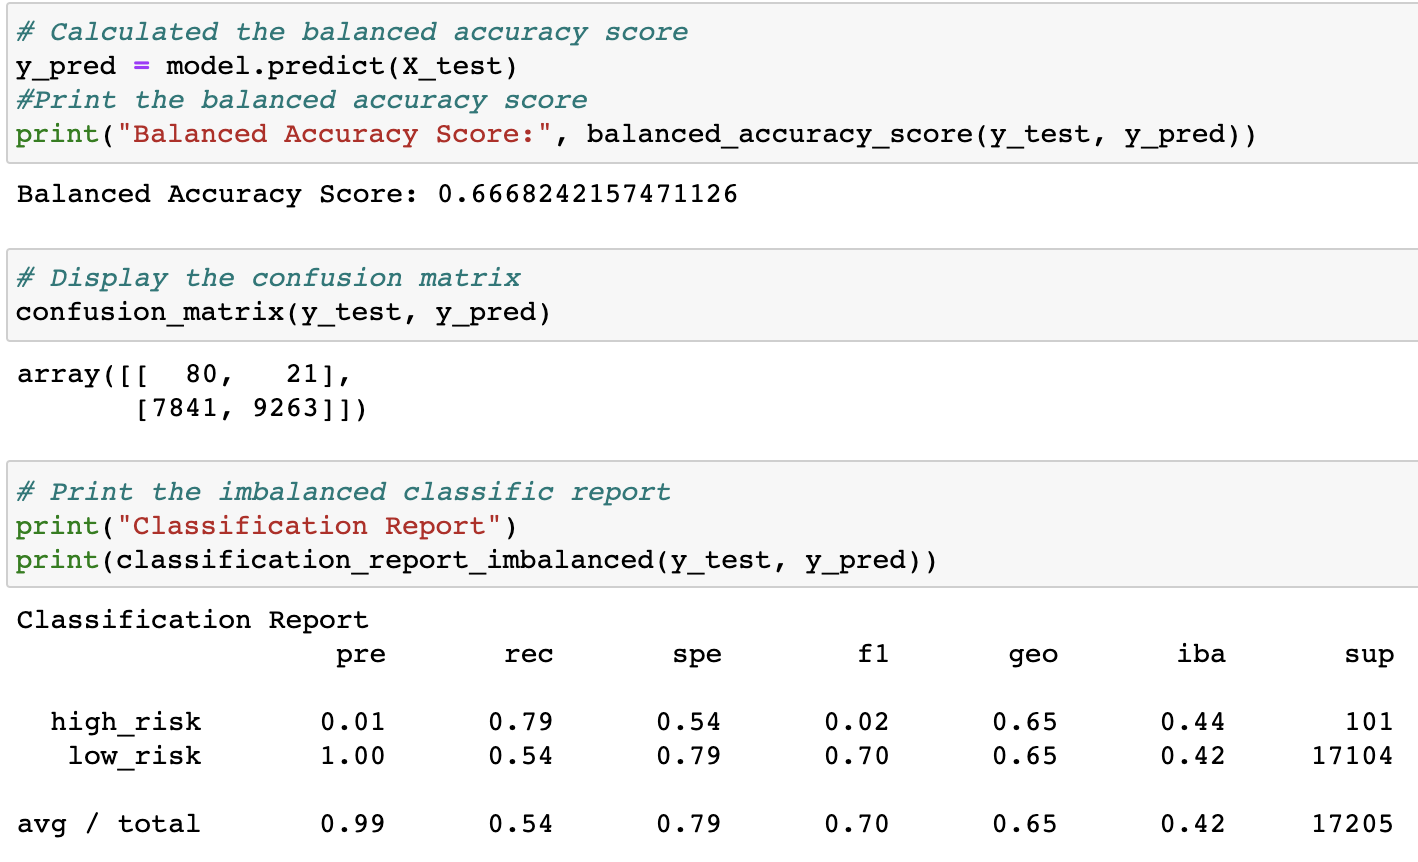 # Calculated the balanced accuracy score
y_pred = model.predict(X_test)
#Print the balanced accuracy score
print("Balanced Accuracy Score:", balanced_accuracy_score(y_test, y_pred))
Balanced Accuracy Score: 0.6668242157471126
# Display the confusion matrix
confusion_matrix(y_test, y_pred)
array([[  80,   21],
       [7841, 9263]])
# Print the imbalanced classific report
print("Classification Report")
print(classification_report_imbalanced(y_test, y_pred))
Classification Report
                   pre       rec       spe        f1       geo       iba       sup
  high_risk       0.01      0.79      0.54      0.02      0.65      0.44       101
   low_risk       1.00      0.54      0.79      0.70      0.65      0.42     17104
avg / total       0.99      0.54      0.79      0.70      0.65      0.42     17205